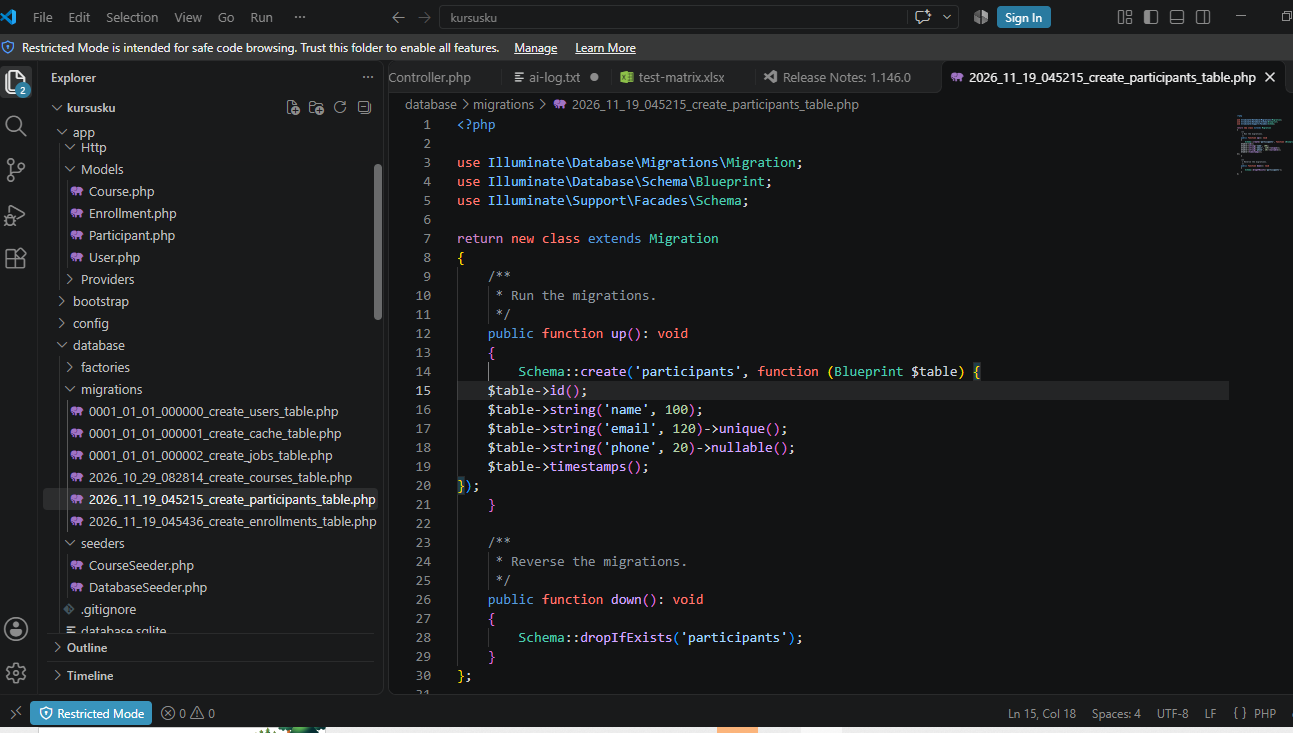 File Edit Selection View Go Run ··· kursusku Sign In
Restricted Mode is intended for safe code browsing. Trust this folder to enable all features. Manage Learn More
Explorer ···
kursusku
app
Http
Models
Course.php
Enrollment.php
Participant.php
User.php
Providers
bootstrap
config
database
factories
migrations
0001_01_01_000000_create_users_table.php
0001_01_01_000001_create_cache_table.php
0001_01_01_000002_create_jobs_table.php
2026_10_29_082814_create_courses_table.php
2026_11_19_045215_create_participants_table.php
2026_11_19_045436_create_enrollments_table.php
seeders
CourseSeeder.php
DatabaseSeeder.php
.gitignore
database.sqlite
Outline
Timeline
2
Controller.php ai-log.txt test-matrix.xlsx Release Notes: 1.146.0 2026_11_19_045215_create_participants_table.php
database > migrations > 2026_11_19_045215_create_participants_table.php
1 <?php
2
3 use Illuminate\Database\Migrations\Migration;
4 use Illuminate\Database\Schema\Blueprint;
5 use Illuminate\Support\Facades\Schema;
6
7 return new class extends Migration
8 {
9 /**
10 * Run the migrations.
11 */
12 public function up(): void
13 {
14 Schema::create('participants', function (Blueprint $table) {
15 $table->id();
16 $table->string('name', 100);
17 $table->string('email', 120)->unique();
18 $table->string('phone', 20)->nullable();
19 $table->timestamps();
20 });
21 }
22
23 /**
24 * Reverse the migrations.
25 */
26 public function down(): void
27 {
28 Schema::dropIfExists('participants');
29 }
30 };
31
Restricted Mode 0 0 Ln 15, Col 18 Spaces: 4 UTF-8 LF { } PHP